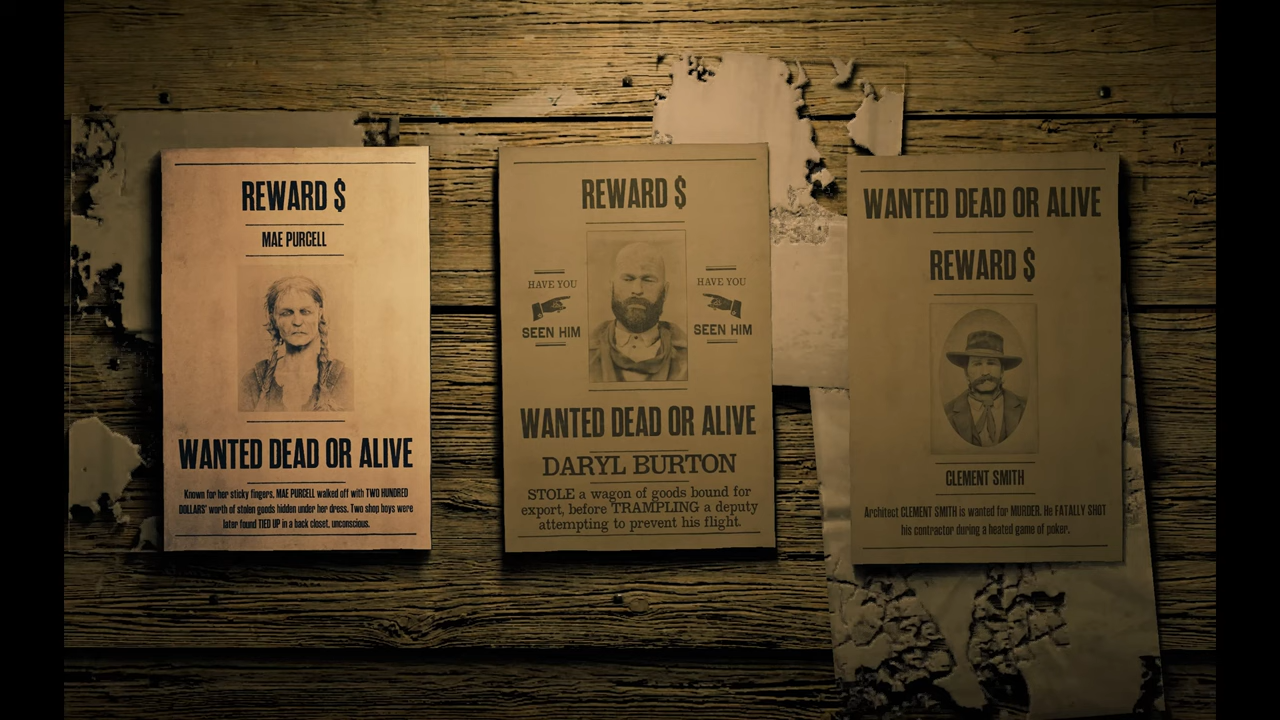 REWARD $
MAE PURCELL
WANTED DEAD OR ALIVE
Known for her sticky fingers, MAE PURCELL walked off with TWO HUNDRED
DOLLARS' worth of stolen goods hidden under her dress. Two shop boys were
later found TIED UP in a back closet, unconscious.
REWARD $
HAVE YOU
SEEN HIM
HAVE YOU
SEEN HIM
WANTED DEAD OR ALIVE
DARYL BURTON
STOLE a wagon of goods bound for
export, before TRAMPLING a deputy
attempting to prevent his flight.
WANTED DEAD OR ALIVE
REWARD $
CLEMENT SMITH
Architect CLEMENT SMITH is wanted for MURDER. He FATALLY SHOT
his contractor during a heated game of poker.